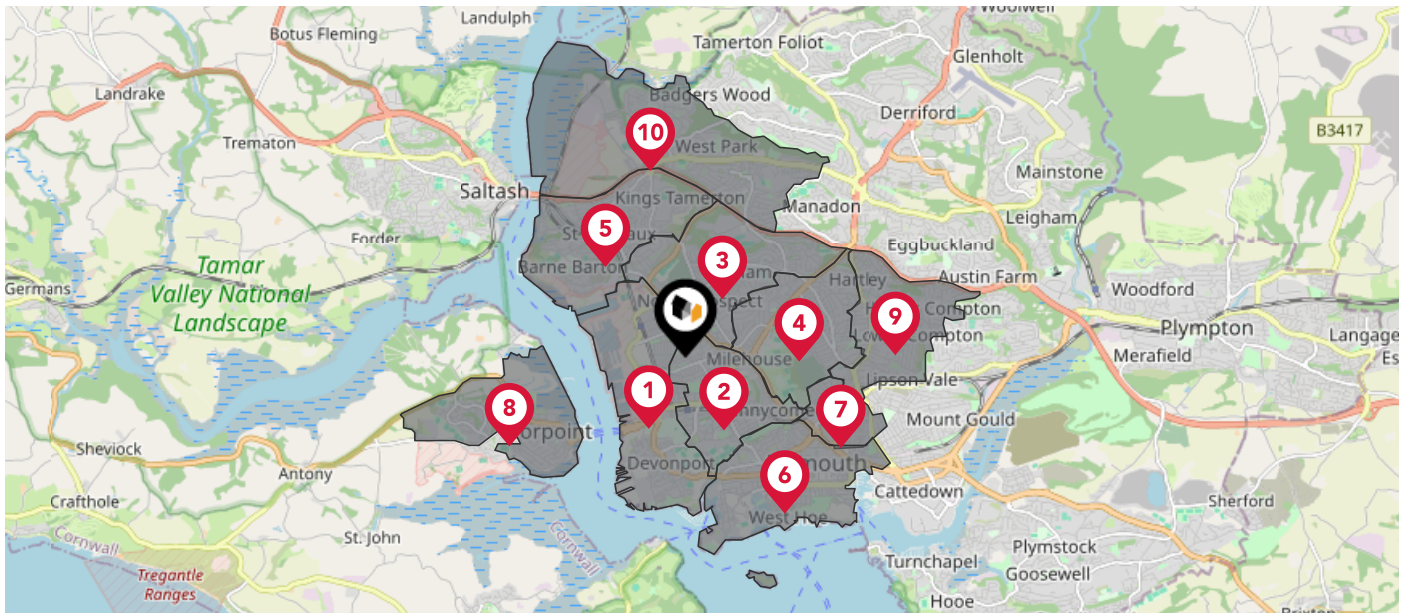 Landulph
Woolwell
Botus Fleming
Tamerton Foliot
Glenholt
Landrake
Badgers Wood
Derriford
10
B3417
Trematon
West Park
Mainstone
Saltash
Kings Tamerton
Manadon
Leigham
5
Forder
Eggbuckland
3
Barne Barton
Tamar
Valley National
Landscape
Hartley
Austin Farm
Germans
Woodford
4
9
Compton
Plympton
Langage
Milehouse
Merafield
Es
Lipson Vale
1
2
8
7
Mount Gould
Sheviock
Antony
Devonport
6
Crafthole
Cattedown
Sherford
West Hoe
St. John
Cornwall
Cornwall
Plymstock
Turnchapel
Goosewell
Tregantle
Ranges
Hooe